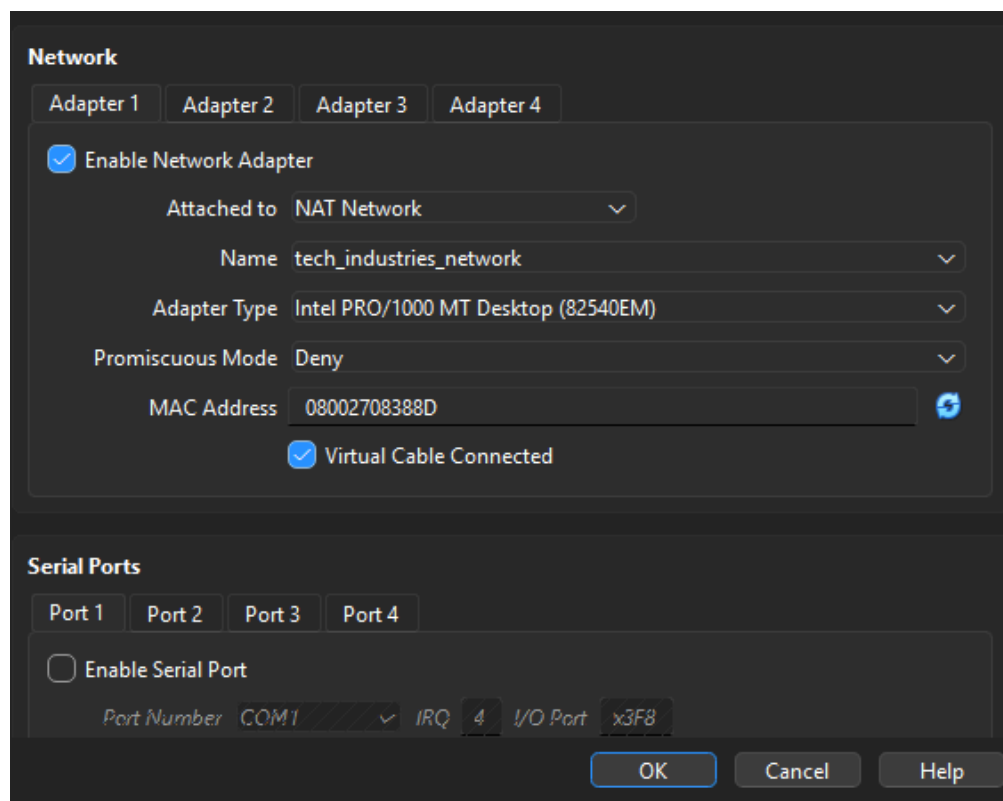 Network
Adapter 1 Adapter 2 Adapter 3 Adapter 4
Enable Network Adapter
Attached to NAT Network
Name tech_industries_network
Adapter Type Intel PRO/1000 MT Desktop (82540EM)
Promiscuous Mode Deny
MAC Address 08002708388D
Virtual Cable Connected
Serial Ports
Port 1 Port 2 Port 3 Port 4
Enable Serial Port
Port Number COM1 IRQ 4 I/O Port x3F8
OK Cancel Help